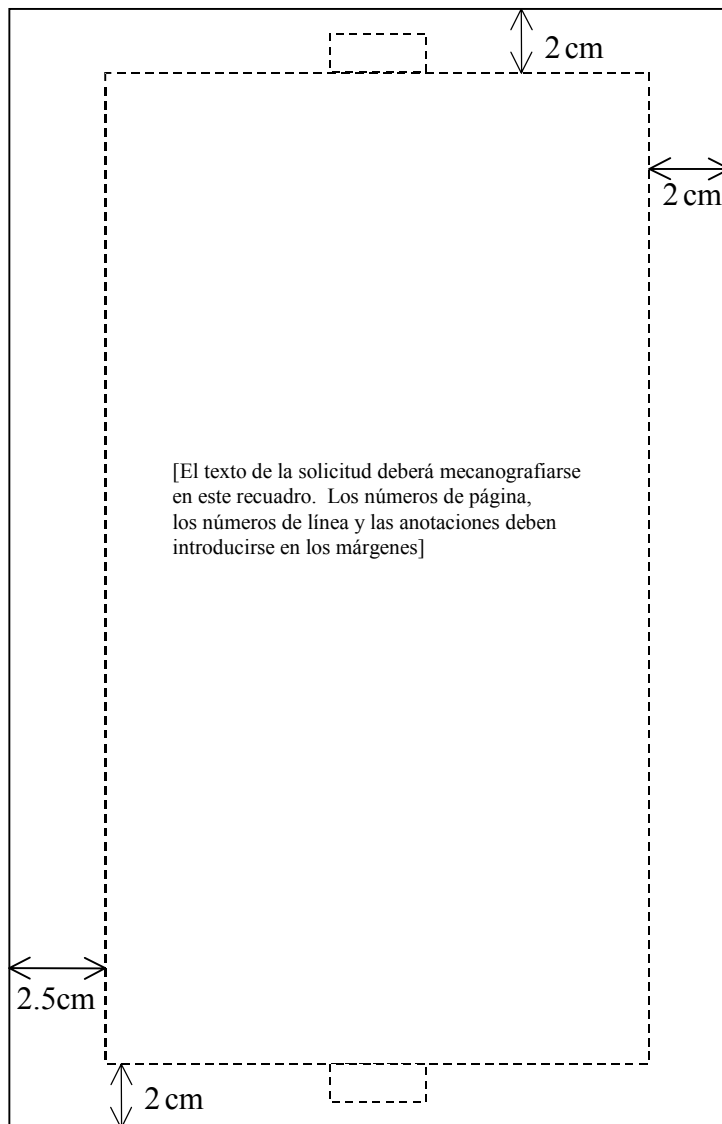 2 cm
2 cm
[El texto de la solicitud deberá mecanografiarse
en este recuadro.  Los números de página,
los números de línea y las anotaciones deben
introducirse en los márgenes]
2.5cm
2 cm